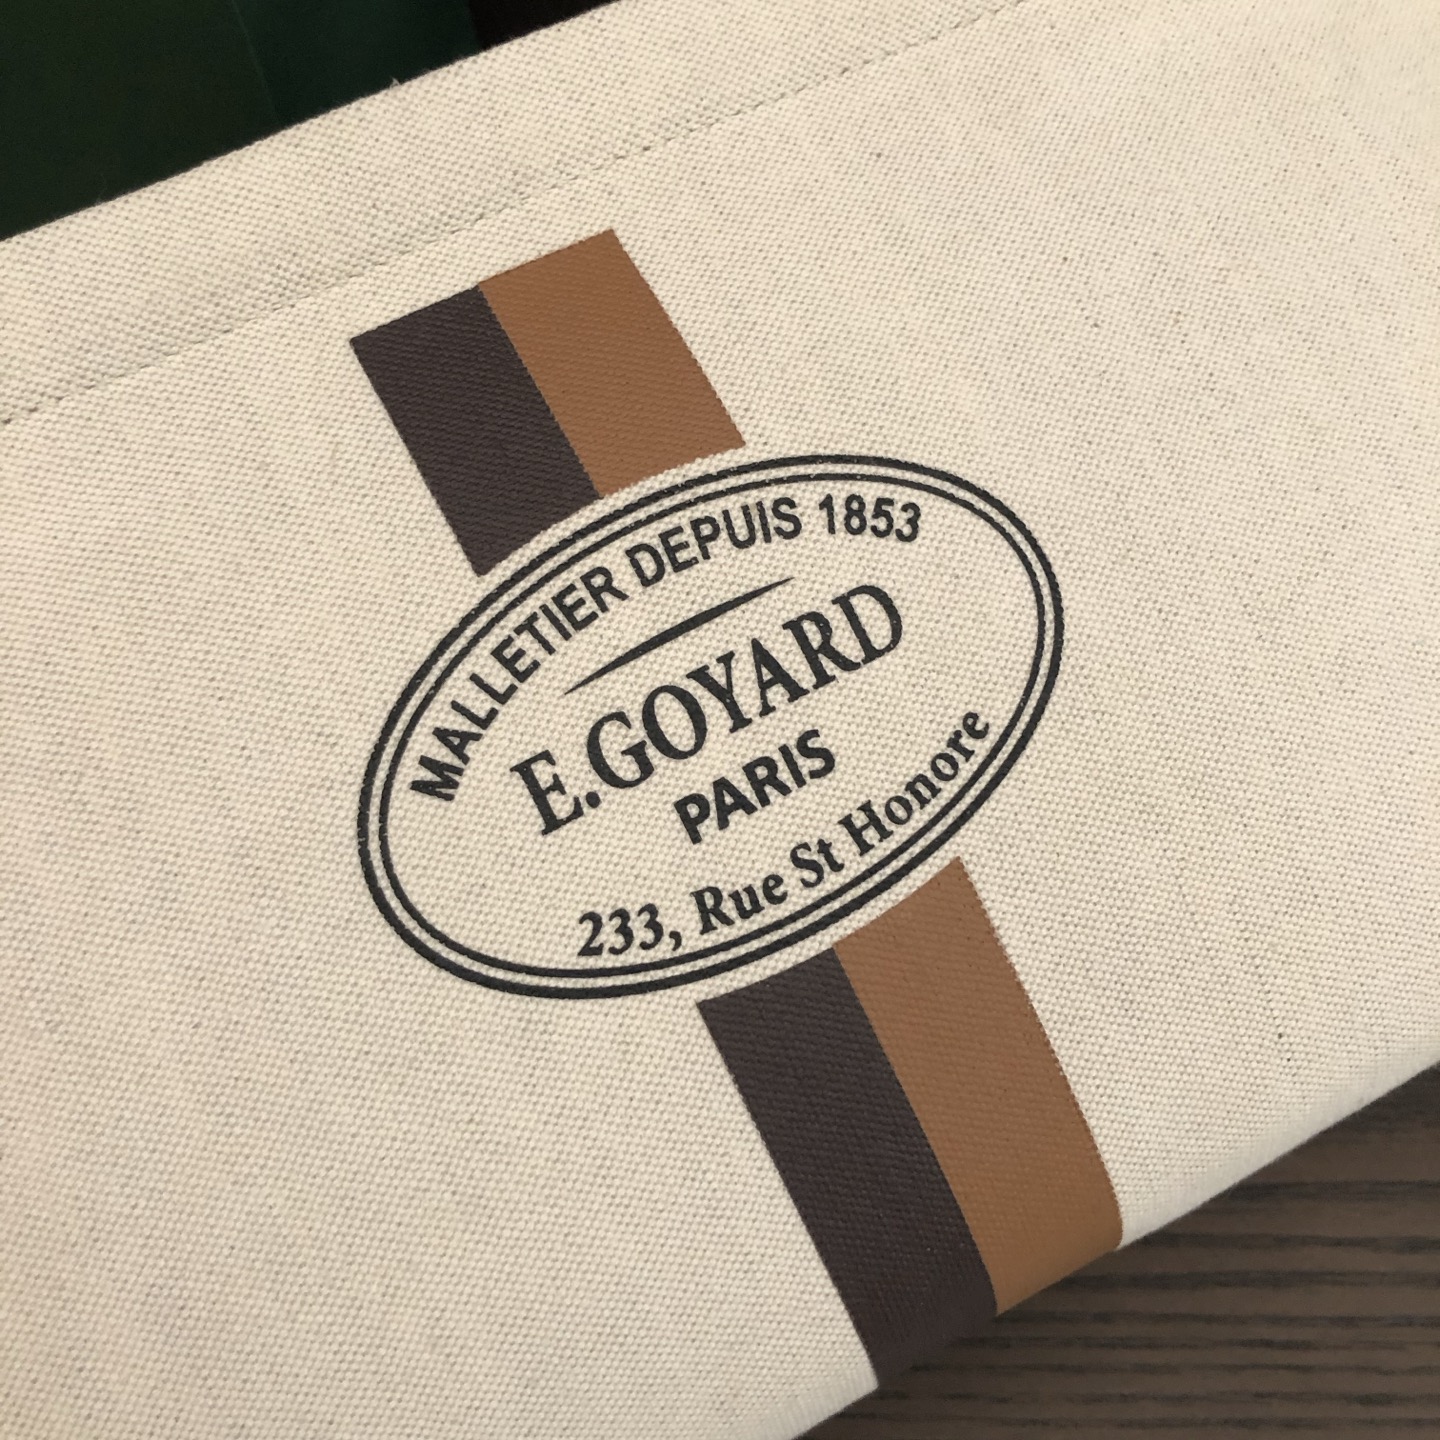 MALLETIER DEPUIS 1853
E.GOYARD
PARIS
233, Rue St Honore